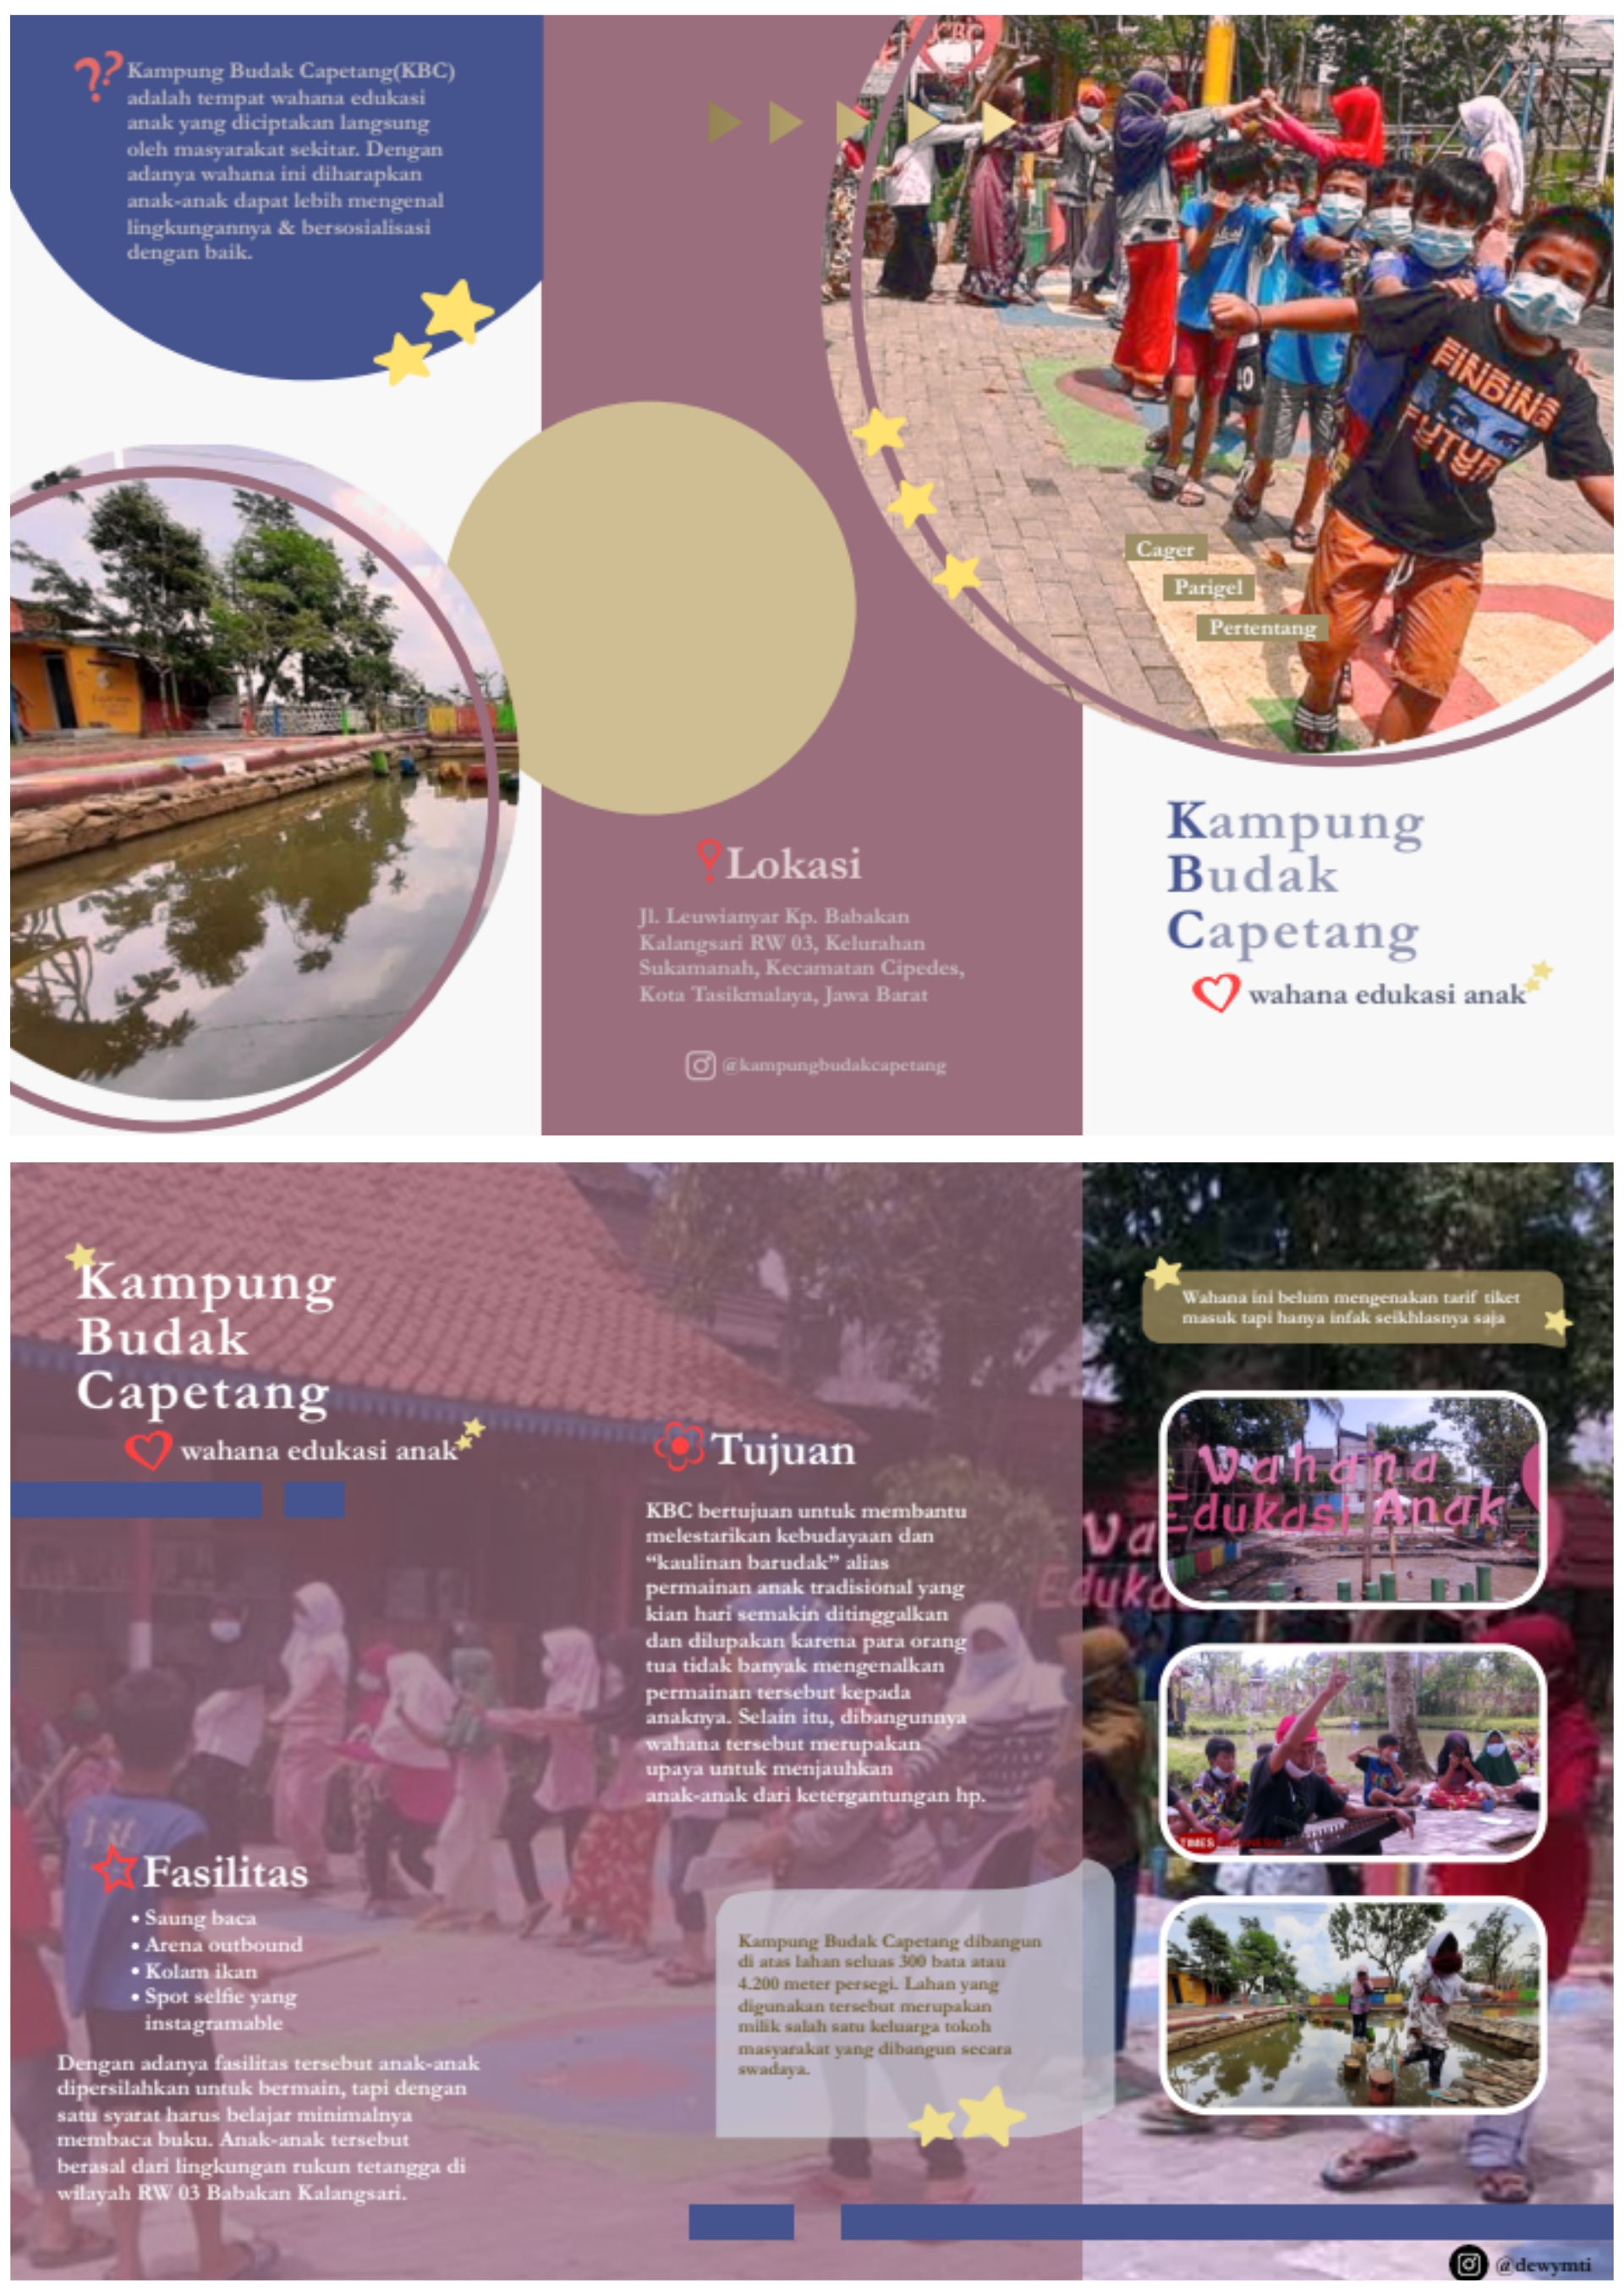 ??
Kampung Budak Capetang(KBC)
adalah tempat wahana edukasi
anak yang diciptakan langsung
oleh masyarakat sekitar. Dengan
adanya wahana ini diharapkan
anak-anak dapat lebih mengenal
lingkungannya & bersosialisasi
dengan baik.
Lokasi
Jl. Leuwianyar Kp. Babakan
Kalangsari RW 03, Kelurahan
Sukamanah, Kecamatan Cipedes,
Kota Tasikmalaya, Jawa Barat
@kampungbudakcapetang
KBC
FINDING
FUTUR
10
Cager
Parigel
Pertentang
Kampung
Budak
Capetang
wahana edukasi anak
Kampung
Budak
Capetang
wahana edukasi anak
Fasilitas
• Saung baca
• Arena outbound
• Kolam ikan
• Spot selfie yang
instagramable
Dengan adanya fasilitas tersebut anak-anak
dipersilahkan untuk bermain, tapi dengan
satu syarat harus belajar minimalnya
membaca buku. Anak-anak tersebut
berasal dari lingkungan rukun tetangga di
wilayah RW 03 Babakan Kalangsari.
Tujuan
KBC bertujuan untuk membantu
melestarikan kebudayaan dan
“kaulinan barudak” alias
permainan anak tradisional yang
kian hari semakin ditinggalkan
dan dilupakan karena para orang
tua tidak banyak mengenalkan
permainan tersebut kepada
anaknya. Selain itu, dibangunnya
wahana tersebut merupakan
upaya untuk menjauhkan
anak-anak dari ketergantungan hp.
Kampung Budak Capetang dibangun
di atas lahan seluas 300 bata atau
4.200 meter persegi. Lahan yang
digunakan tersebut merupakan
milik salah satu keluarga tokoh
masyarakat yang dibangun secara
swadaya.
Wahana ini belum mengenakan tarif tiket
masuk tapi hanya infak seikhlasnya saja
Wa
Eduka
Wahana
Edukasi Anak
TIMES
@dewymti